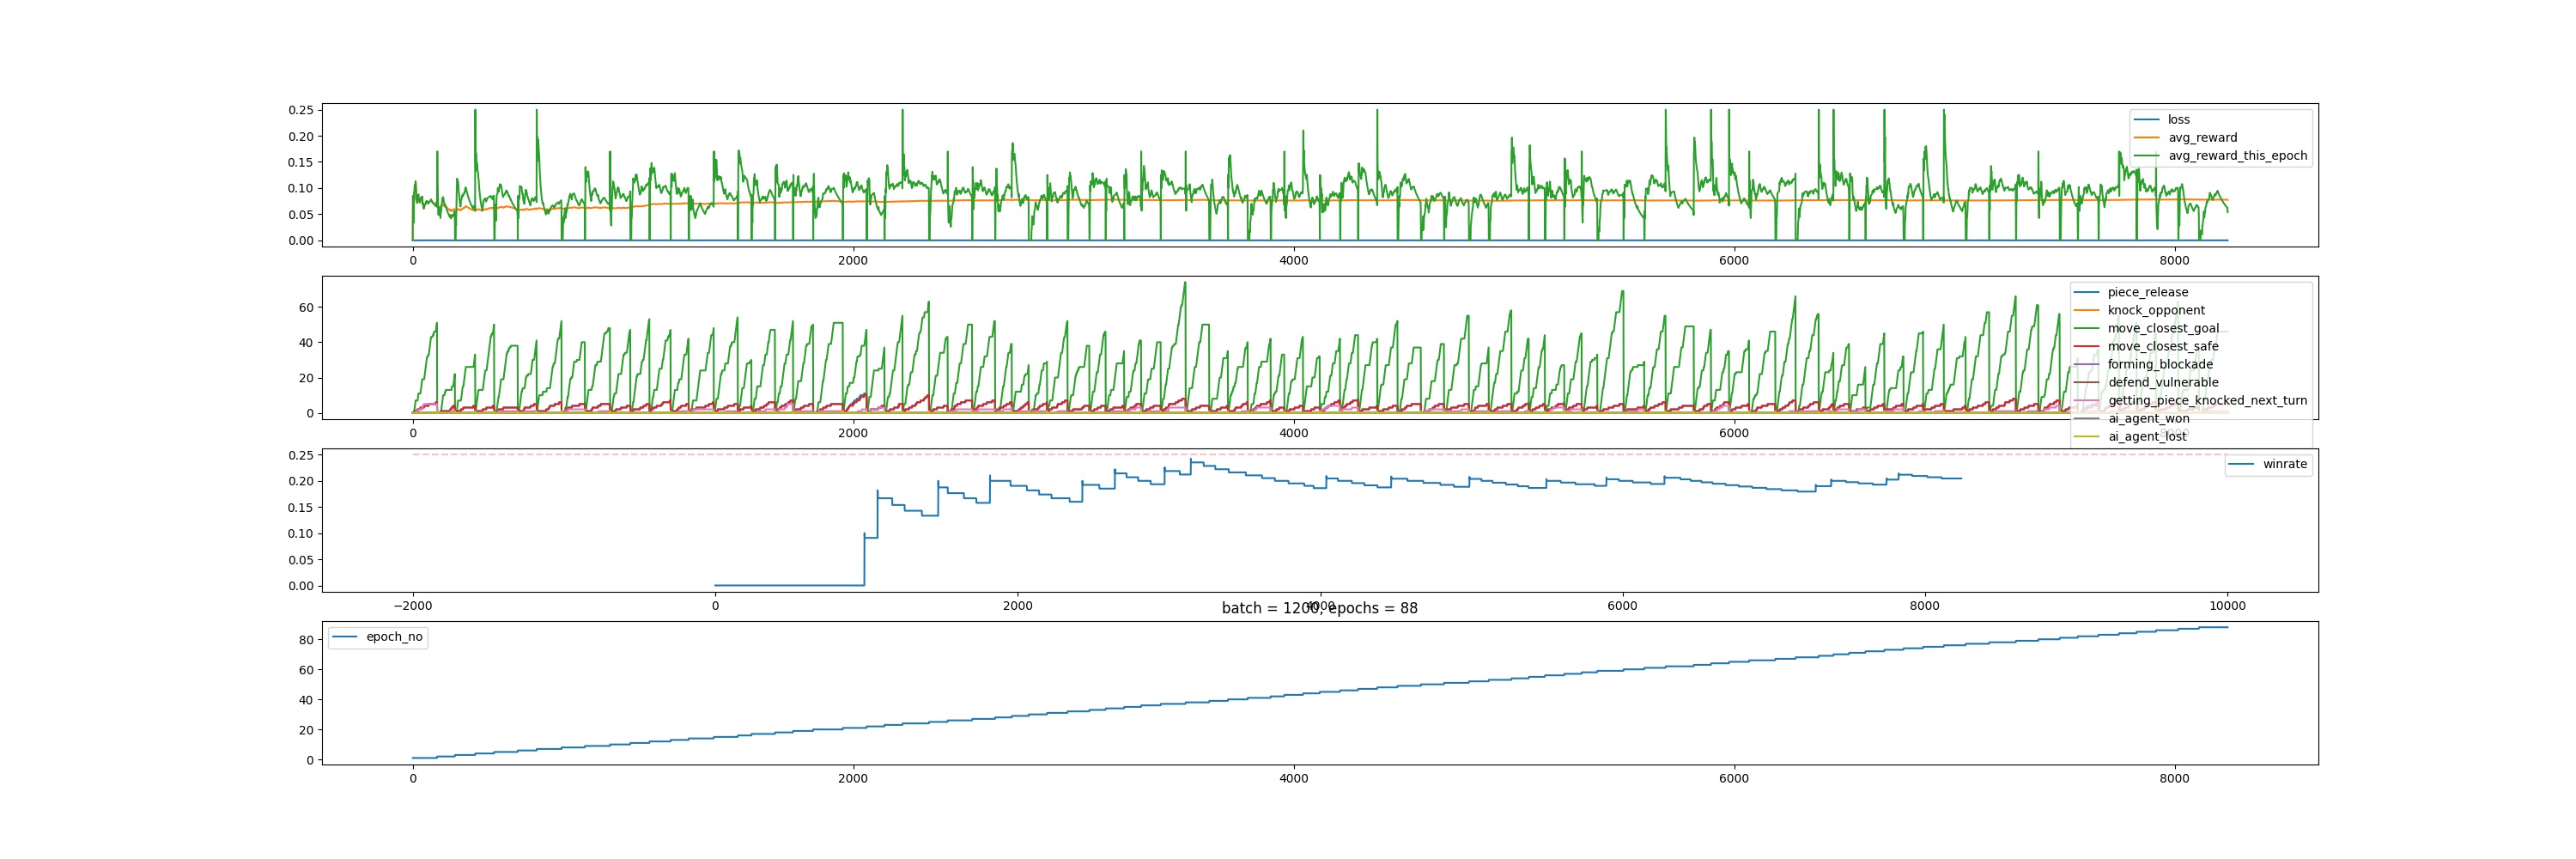 0.25
0.20
0.15
0.10
0.05
0.00
loss
avg_reward
avg_reward_this_epoch
0 2000 4000 6000 8000
60
40
20
0
piece_release
knock_opponent
move_closest_goal
move_closest_safe
forming_blockade
defend_vulnerable
getting_piece_knocked_next_turn
ai_agent_won
ai_agent_lost
0 2000 4000 6000 8000
0.25
0.20
0.15
0.10
0.05
0.00
winrate
−2000 0 2000 4000 6000 8000 10000
batch = 1200, epochs = 88
80
60
40
20
0
epoch_no
0 2000 4000 6000 8000